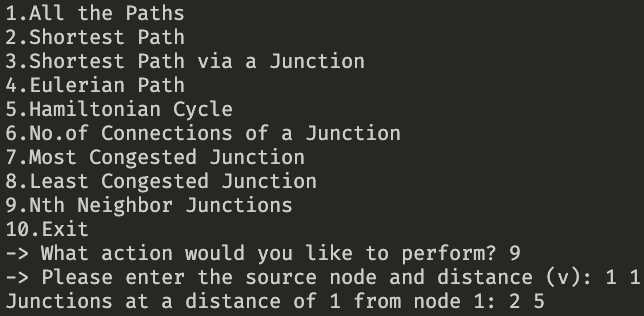 1.All the Paths
2.Shortest Path
3.Shortest Path via a Junction
4.Eulerian Path
5.Hamiltonian Cycle
6.No.of Connections of a Junction
7.Most Congested Junction
8.Least Congested Junction
9.Nth Neighbor Junctions
10.Exit
-> What action would you like to perform? 9
-> Please enter the source node and distance (v): 1 1
Junctions at a distance of 1 from node 1: 2 5